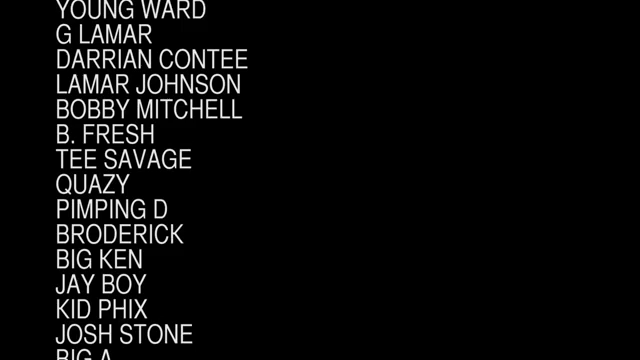 YOUNG WARD
G LAMAR
DARRIAN CONTEE
LAMAR JOHNSON
BOBBY MITCHELL
B. FRESH
TEE SAVAGE
QUAZY
PIMPING D
BRODERICK
BIG KEN
JAY BOY
KID PHIX
JOSH STONE
BIG A